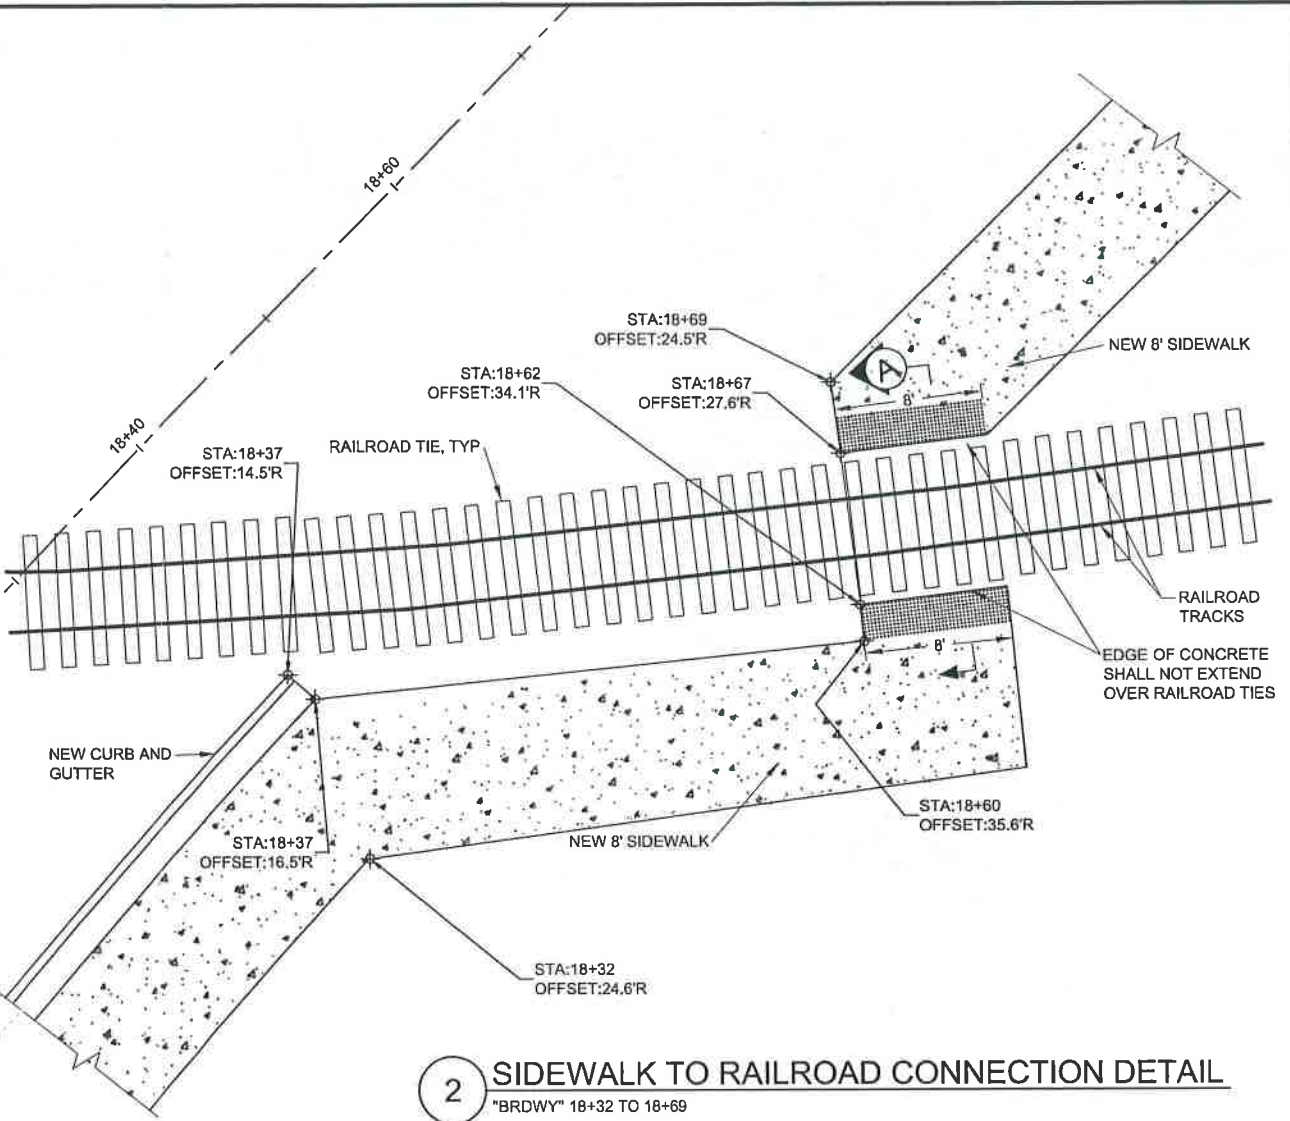 18+60
18+40
STA:18+69
OFFSET:24.5'R
STA:18+62
OFFSET:34.1'R
STA:18+67
OFFSET:27.6'R
A
8'
NEW 8' SIDEWALK
STA:18+37
OFFSET:14.5'R
RAILROAD TIE, TYP
RAILROAD
TRACKS
8'
EDGE OF CONCRETE
SHALL NOT EXTEND
OVER RAILROAD TIES
NEW CURB AND
GUTTER
STA:18+37
OFFSET:16.5'R
NEW 8' SIDEWALK
STA:18+60
OFFSET:35.6'R
STA:18+32
OFFSET:24.6'R
2
SIDEWALK TO RAILROAD CONNECTION DETAIL
"BRDWY" 18+32 TO 18+69